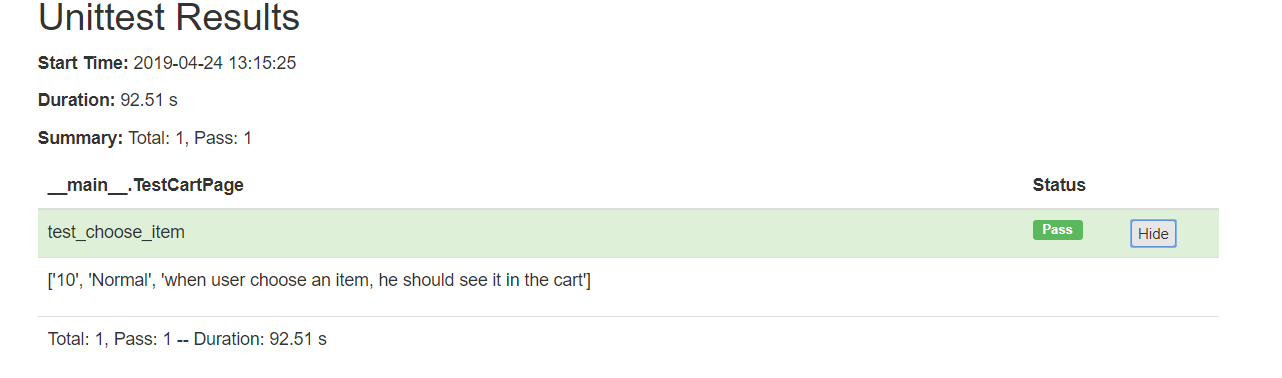 Unittest Results
Start Time: 2019-04-24 13:15:25
Duration: 92.51 s
Summary: Total: 1, Pass: 1
__main__.TestCartPage Status
test_choose_item Pass Hide
['10', 'Normal', 'when user choose an item, he should see it in the cart']
Total: 1, Pass: 1 -- Duration: 92.51 s